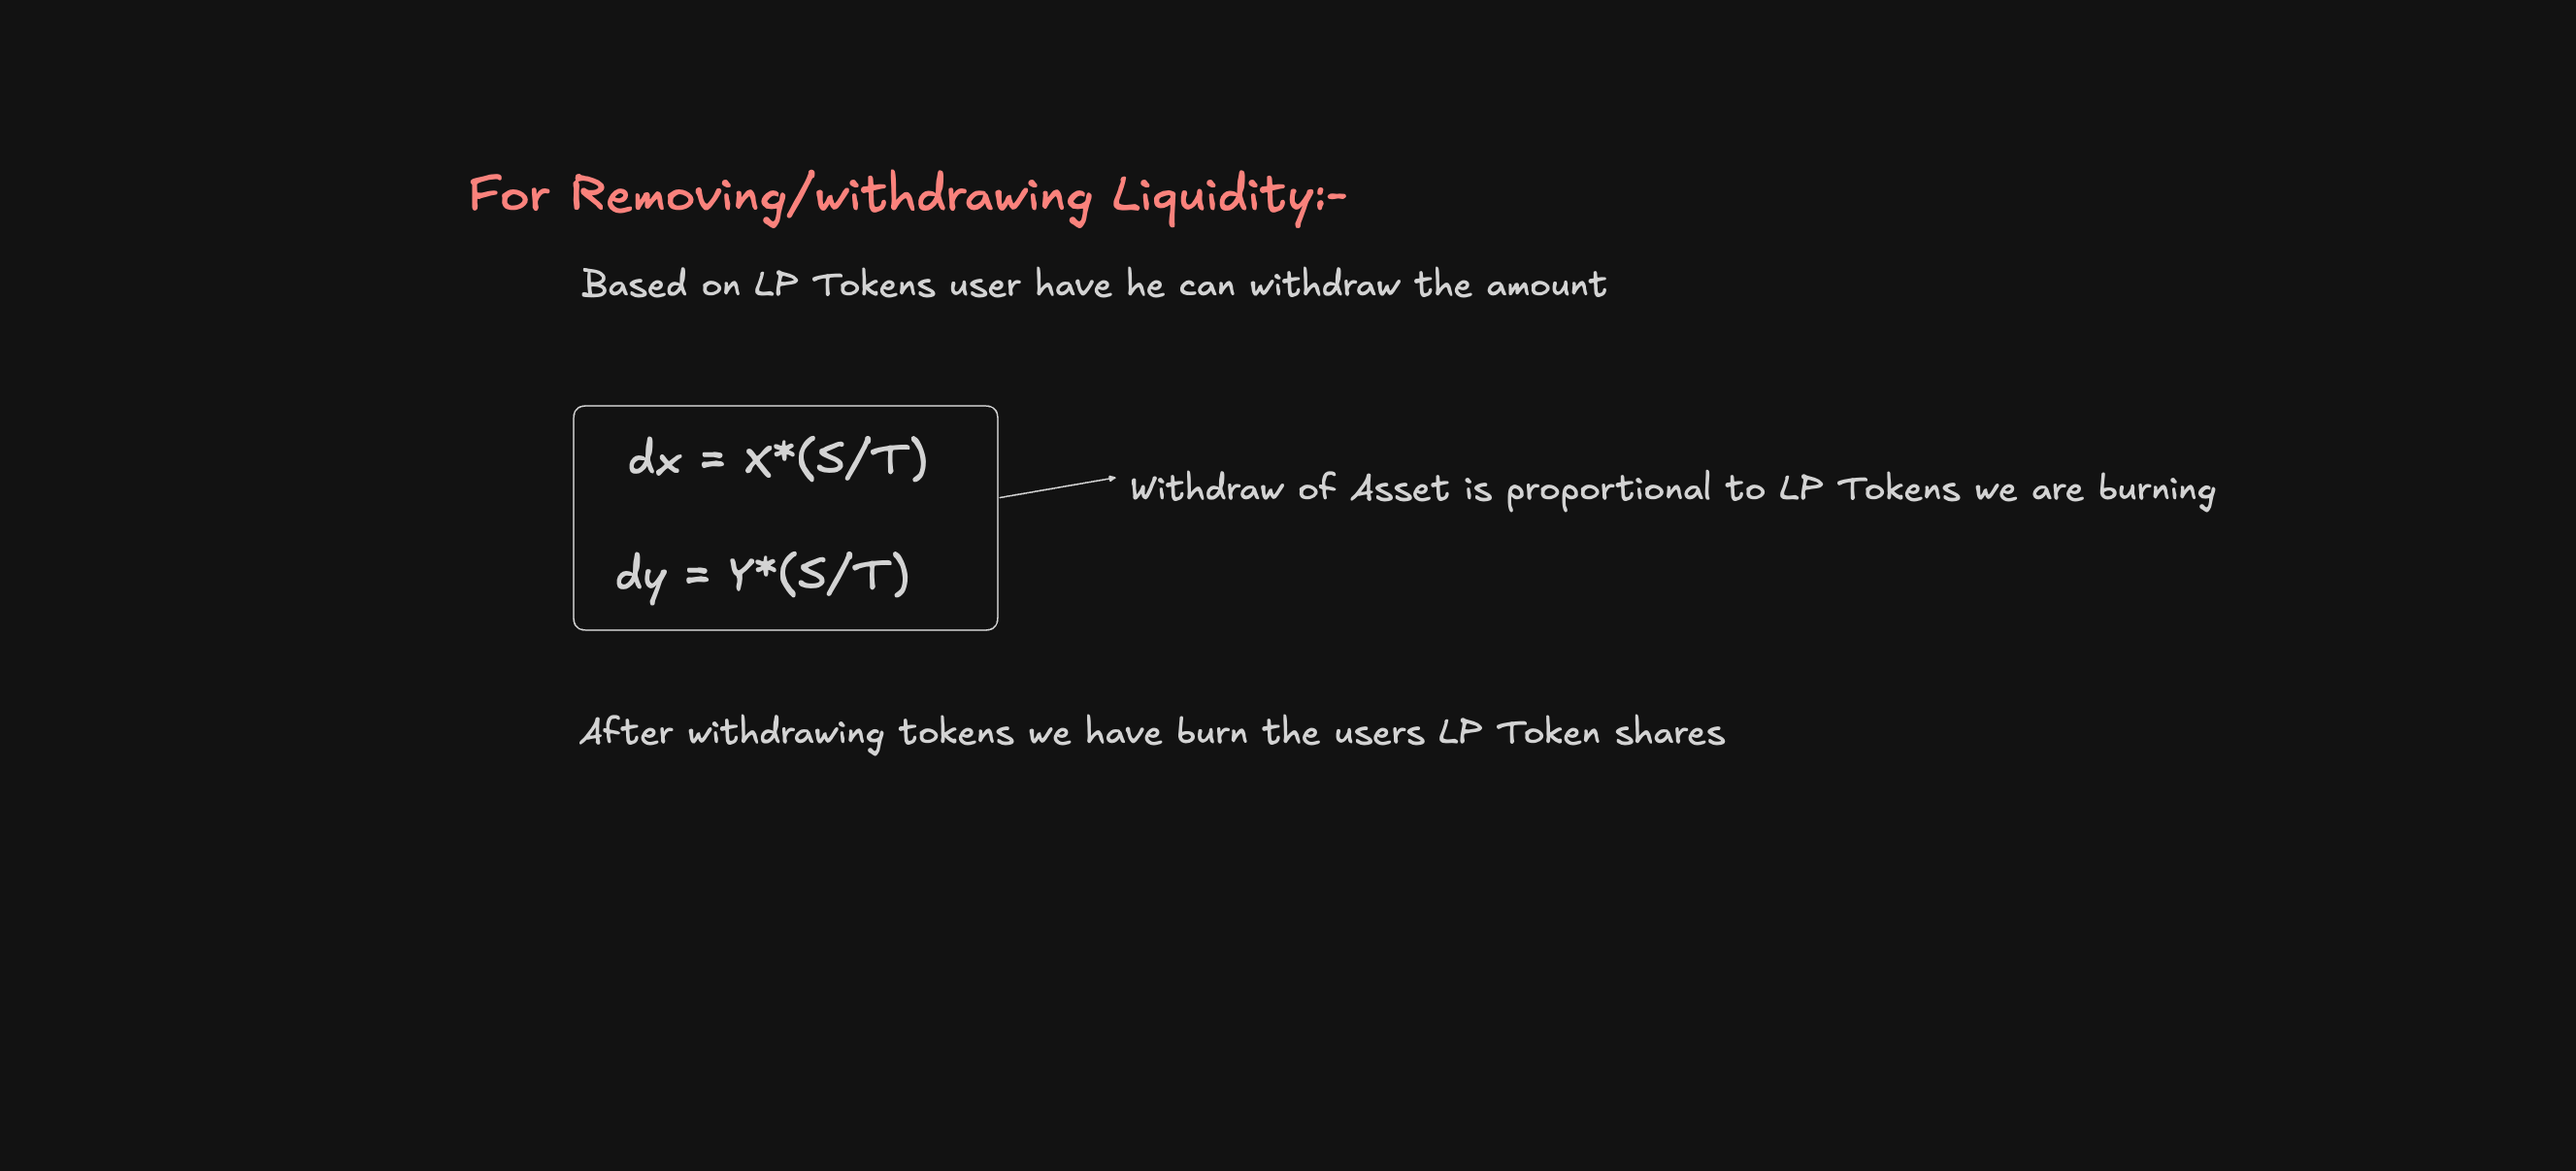 For Removing/withdrawing Liquidity:-
Based on LP Tokens user have he can withdraw the amount
dx = X*(S/T)
Withdraw of Asset is proportional to LP Tokens we are burning
dy = Y*(S/T)
After withdrawing tokens we have burn the users LP Token shares